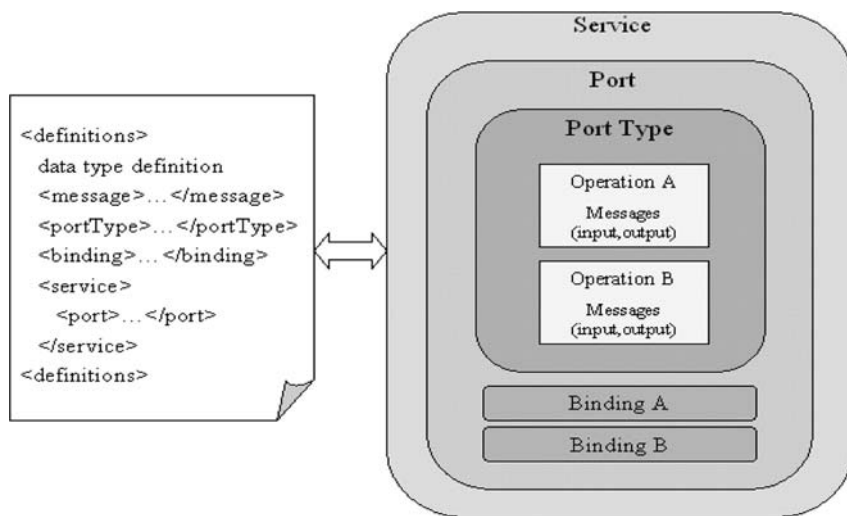 <definitions>
data type definition
<message>... </message>
<portType>... </portType>
<binding>... </binding>
<service>
<port>... </port>
</service>
<definitions>
Service
Port
Port Type
Operation A
Messages
(input,output)
Operation B
Messages
(input,output)
Binding A
Binding B